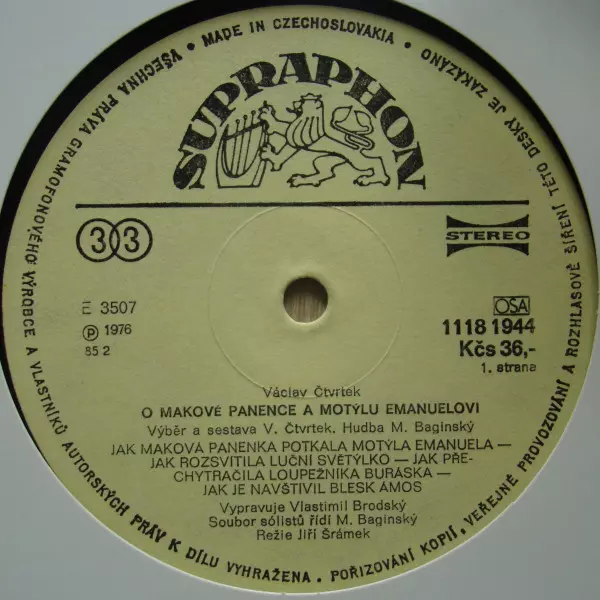 VŠECHNA PRÁVA GRAMOFONOVÉHO VÝROBCE A VLASTNÍKŮ AUTORSKÝCH PRÁV K DÍLU VYHRAŽENA • POŘIZOVÁNÍ KOPIÍ, VEŘEJNÉ PROVOZOVÁNÍ A ROZHLASOVÉ ŠÍŘENÍ TÉTO DESKY JE ZAKÁZÁNO • MADE IN CZECHOSLOVAKIA •
SUPRAPHON
33
STEREO
E 3507
Ⓟ 1976
85 2
OSA
1118 1944
Kčs 36,-
1. strana
Václav Čtvrtek
O MAKOVÉ PANENCE A MOTÝLU EMANUELOVI
Výběr a sestava V. Čtvrtek, Hudba M. Baginský
JAK MAKOVÁ PANENKA POTKALA MOTÝLA EMANUELA —
JAK ROZSVÍTILA LUČNÍ SVĚTÝLKO — JAK PŘE-
CHYTRAČILA LOUPEŽNÍKA BURÁSKA —
JAK JE NAVŠTÍVIL BLESK ÁMOS
Vypravuje Vlastimil Brodský
Soubor sólistů řídí M. Baginský
Režie Jiří Šrámek